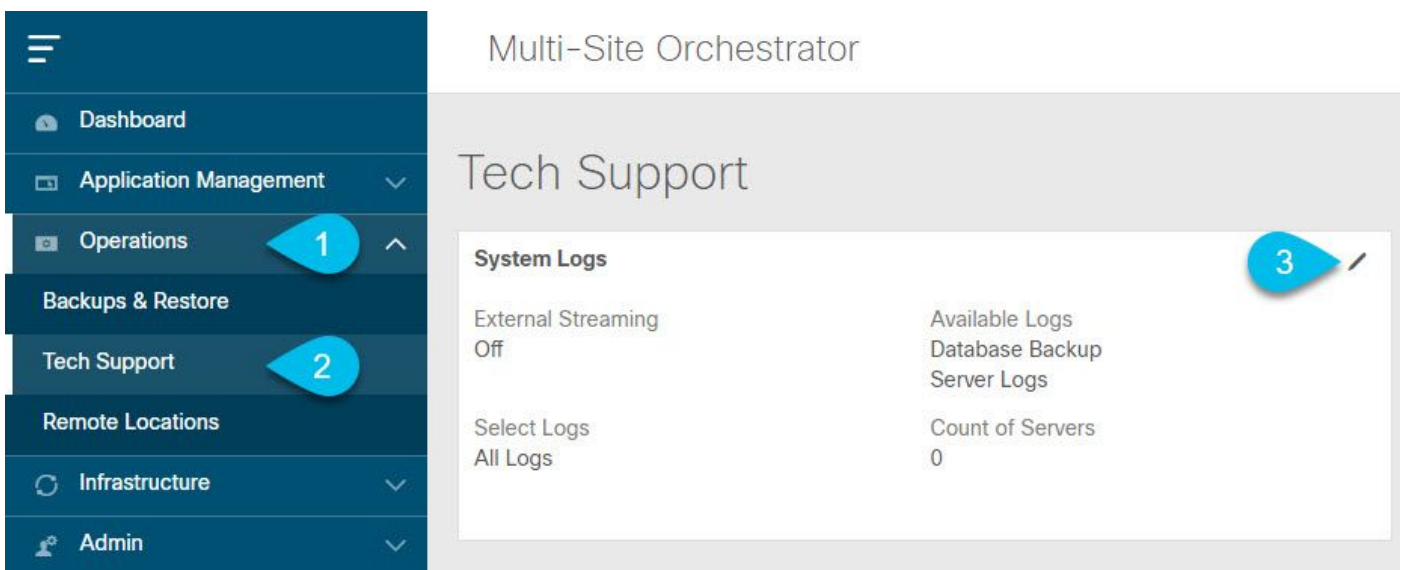 Multi-Site Orchestrator
Dashboard
Application Management
Operations
1
Backups & Restore
Tech Support
2
Remote Locations
Infrastructure
Admin
Tech Support
System Logs
3
External Streaming
Off
Available Logs
Database Backup
Server Logs
Select Logs
All Logs
Count of Servers
0